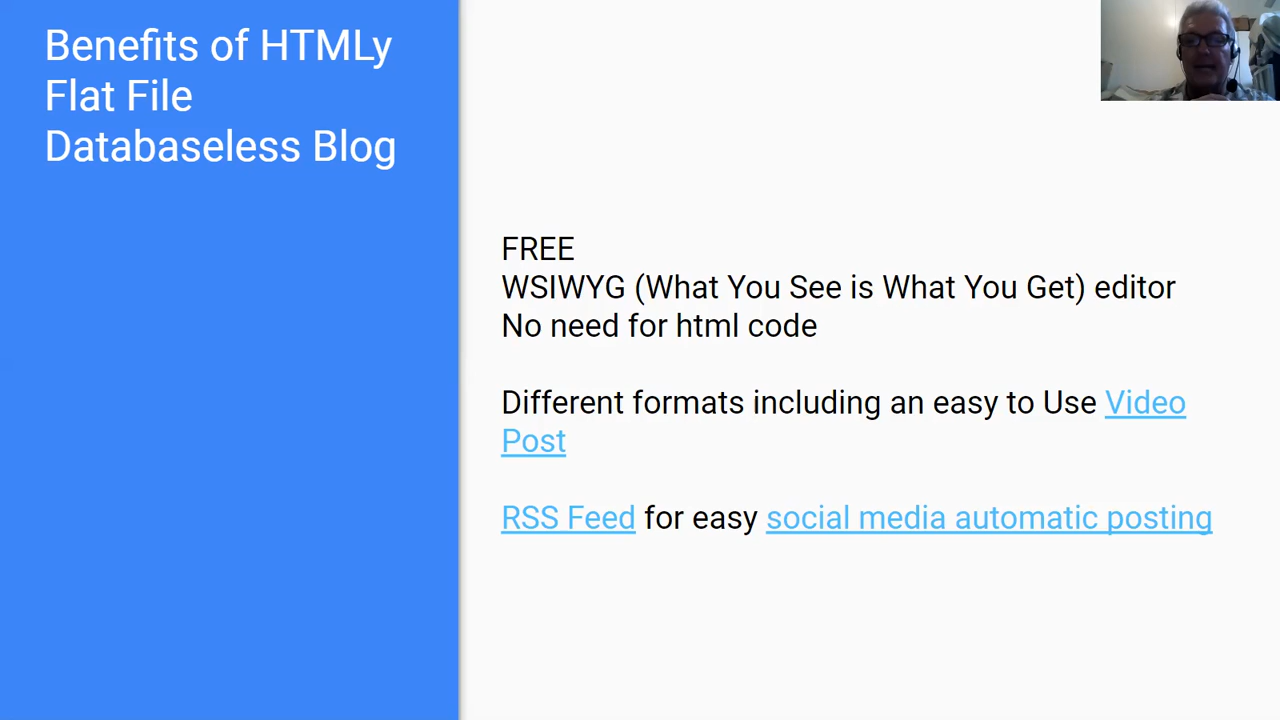 Benefits of HTMLy
Flat File
Databaseless Blog
FREE
WSIWYG (What You See is What You Get) editor
No need for html code
Different formats including an easy to Use Video
Post
RSS Feed for easy social media automatic posting